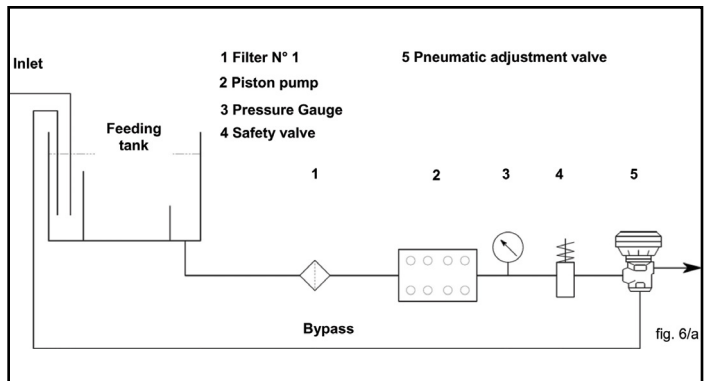 1 Filter N° 1
5 Pneumatic adjustment valve
Inlet
2 Piston pump
3 Pressure Gauge
4 Safety valve
Feeding
tank
1
2
3
4
5
Bypass
fig. 6/a